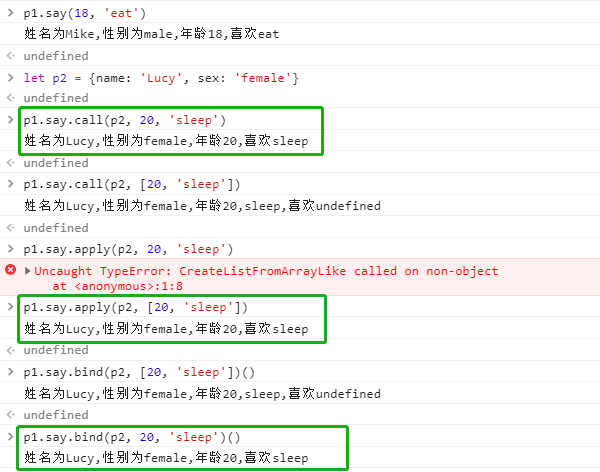 p1.say(18, 'eat')
姓名为Mike,性别为male,年龄18,喜欢eat
undefined
let p2 = {name: 'Lucy', sex: 'female'}
undefined
p1.say.call(p2, 20, 'sleep')
姓名为Lucy,性别为female,年龄20,喜欢sleep
undefined
p1.say.call(p2, [20, 'sleep'])
姓名为Lucy,性别为female,年龄20,sleep,喜欢undefined
undefined
p1.say.apply(p2, 20, 'sleep')
Uncaught TypeError: CreateListFromArrayLike called on non-object
at <anonymous>:1:8
p1.say.apply(p2, [20, 'sleep'])
姓名为Lucy,性别为female,年龄20,喜欢sleep
undefined
p1.say.bind(p2, [20, 'sleep'])()
姓名为Lucy,性别为female,年龄20,sleep,喜欢undefined
undefined
p1.say.bind(p2, 20, 'sleep')()
姓名为Lucy,性别为female,年龄20,喜欢sleep